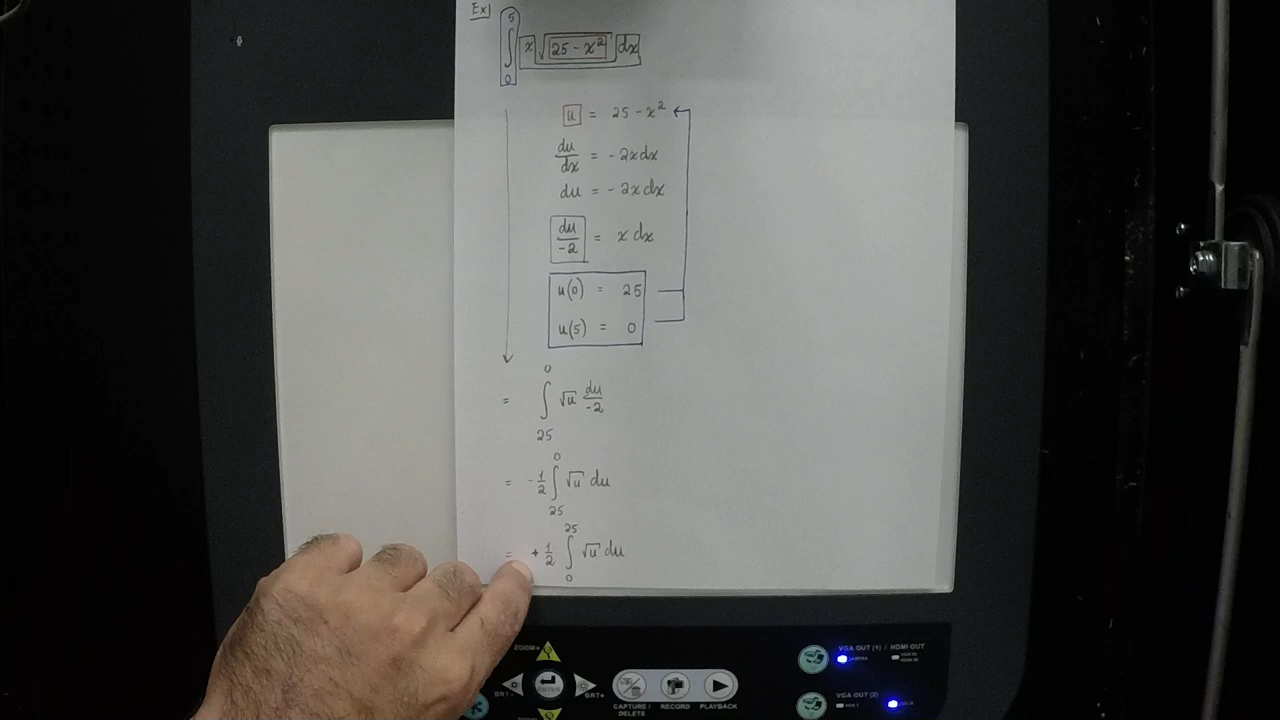 Ex
∫₀⁵ x √(25 - x²) dx
u = 25 - x²
du/dx = - 2x dx
du = - 2x dx
du/-2 = x dx
u(0) = 25
u(5) = 0
= ∫₂₅⁰ √u du/-2
= -1/2 ∫₂₅⁰ √u du
= +1/2 ∫₀²⁵ √u du
ZOOM+
ENTER
BRT-
BRT+
CAPTURE / DELETE
RECORD
PLAYBACK
VGA OUT (1) / HDMI OUT
VGA OUT (2)